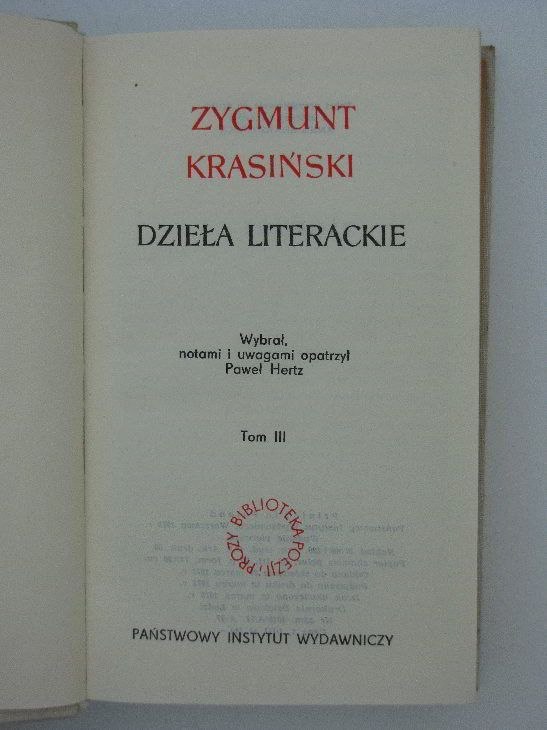 ZYGMUNT
KRASIŃSKI
DZIEŁA LITERACKIE
Wybrał,
notami i uwagami opatrzył
Paweł Hertz
Tom III
BIBLIOTEKA POEZJI I PROZY
PAŃSTWOWY INSTYTUT WYDAWNICZY